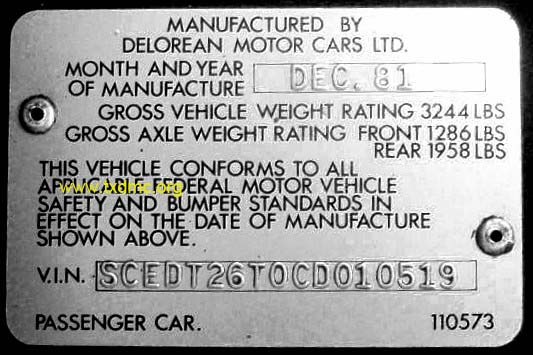 MANUFACTURED BY
DELOREAN MOTOR CARS LTD.
MONTH AND YEAR
OF MANUFACTURE DEC. 81
GROSS VEHICLE WEIGHT RATING 3244 LBS
GROSS AXLE WEIGHT RATING FRONT 1286 LBS
REAR 1958 LBS
THIS VEHICLE CONFORMS TO ALL
APPLICABLE FEDERAL MOTOR VEHICLE
www.txdmc.org
SAFETY AND BUMPER STANDARDS IN
EFFECT ON THE DATE OF MANUFACTURE
SHOWN ABOVE.
V.I.N. SCEDT26T0CD010519
PASSENGER CAR. 110573